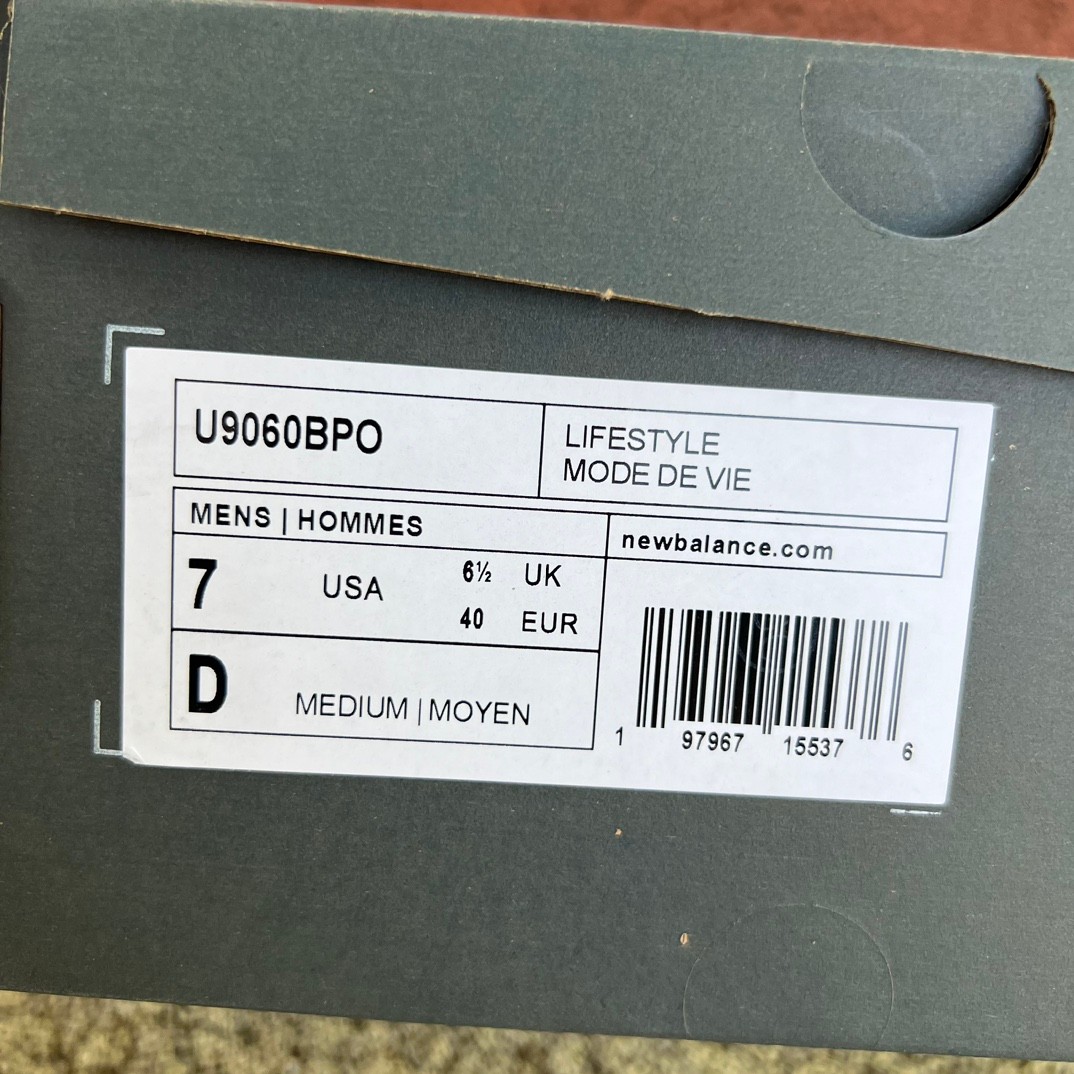 U9060BPO
LIFESTYLE
MODE DE VIE
MENS | HOMMES
newbalance.com
7 USA 6½ UK
40 EUR
D MEDIUM | MOYEN
1 97967 15537 6